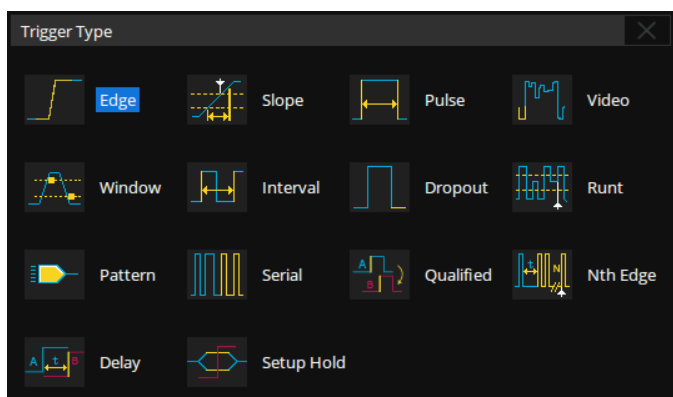 Trigger Type
Edge Slope Pulse Video
Window Interval Dropout Runt
Pattern Serial A B Qualified t N Nth Edge
A t B Delay Setup Hold